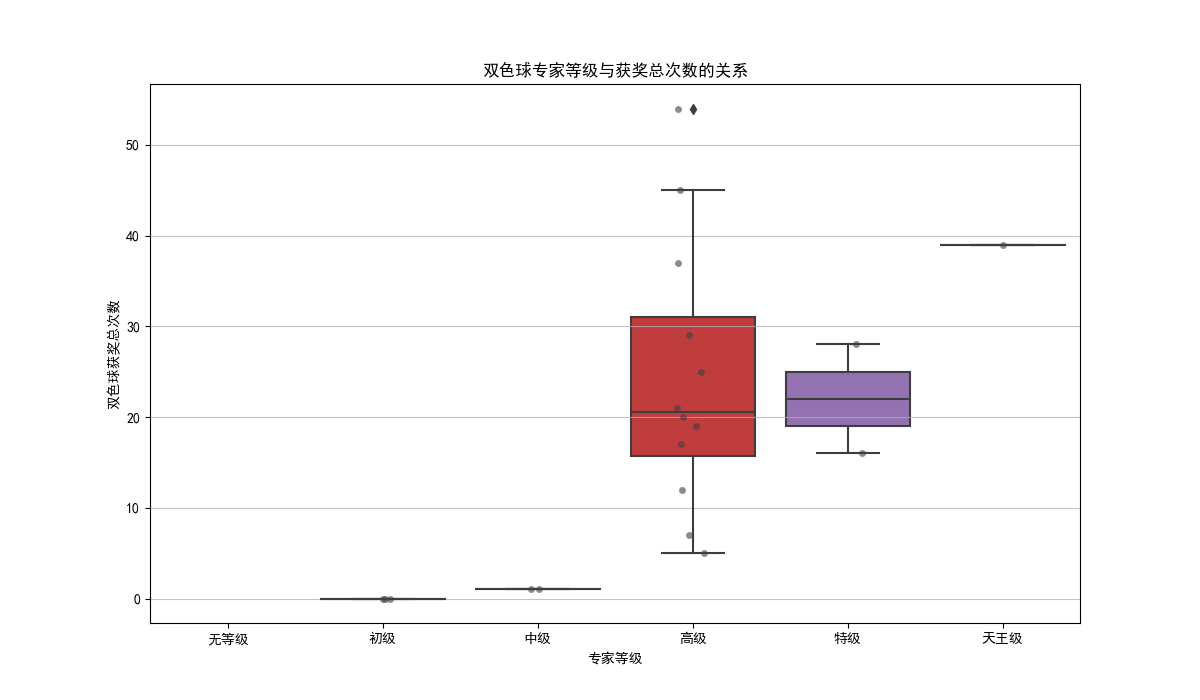 双色球专家等级与获奖总次数的关系
双色球获奖总次数
50
40
30
20
10
0
无等级
初级
中级
高级
特级
天王级
专家等级